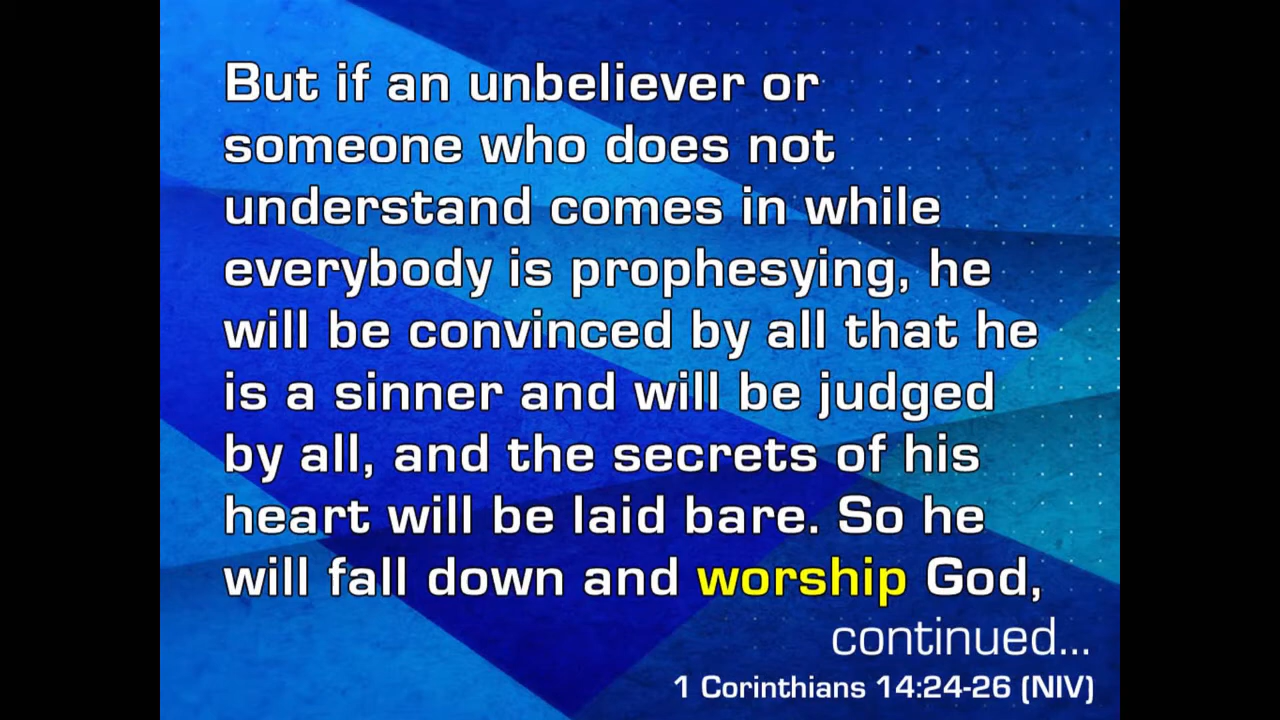 But if an unbeliever or
someone who does not
understand comes in while
everybody is prophesying, he
will be convinced by all that he
is a sinner and will be judged
by all, and the secrets of his
heart will be laid bare. So he
will fall down and worship God,
continued...
1 Corinthians 14:24-26 (NIV)